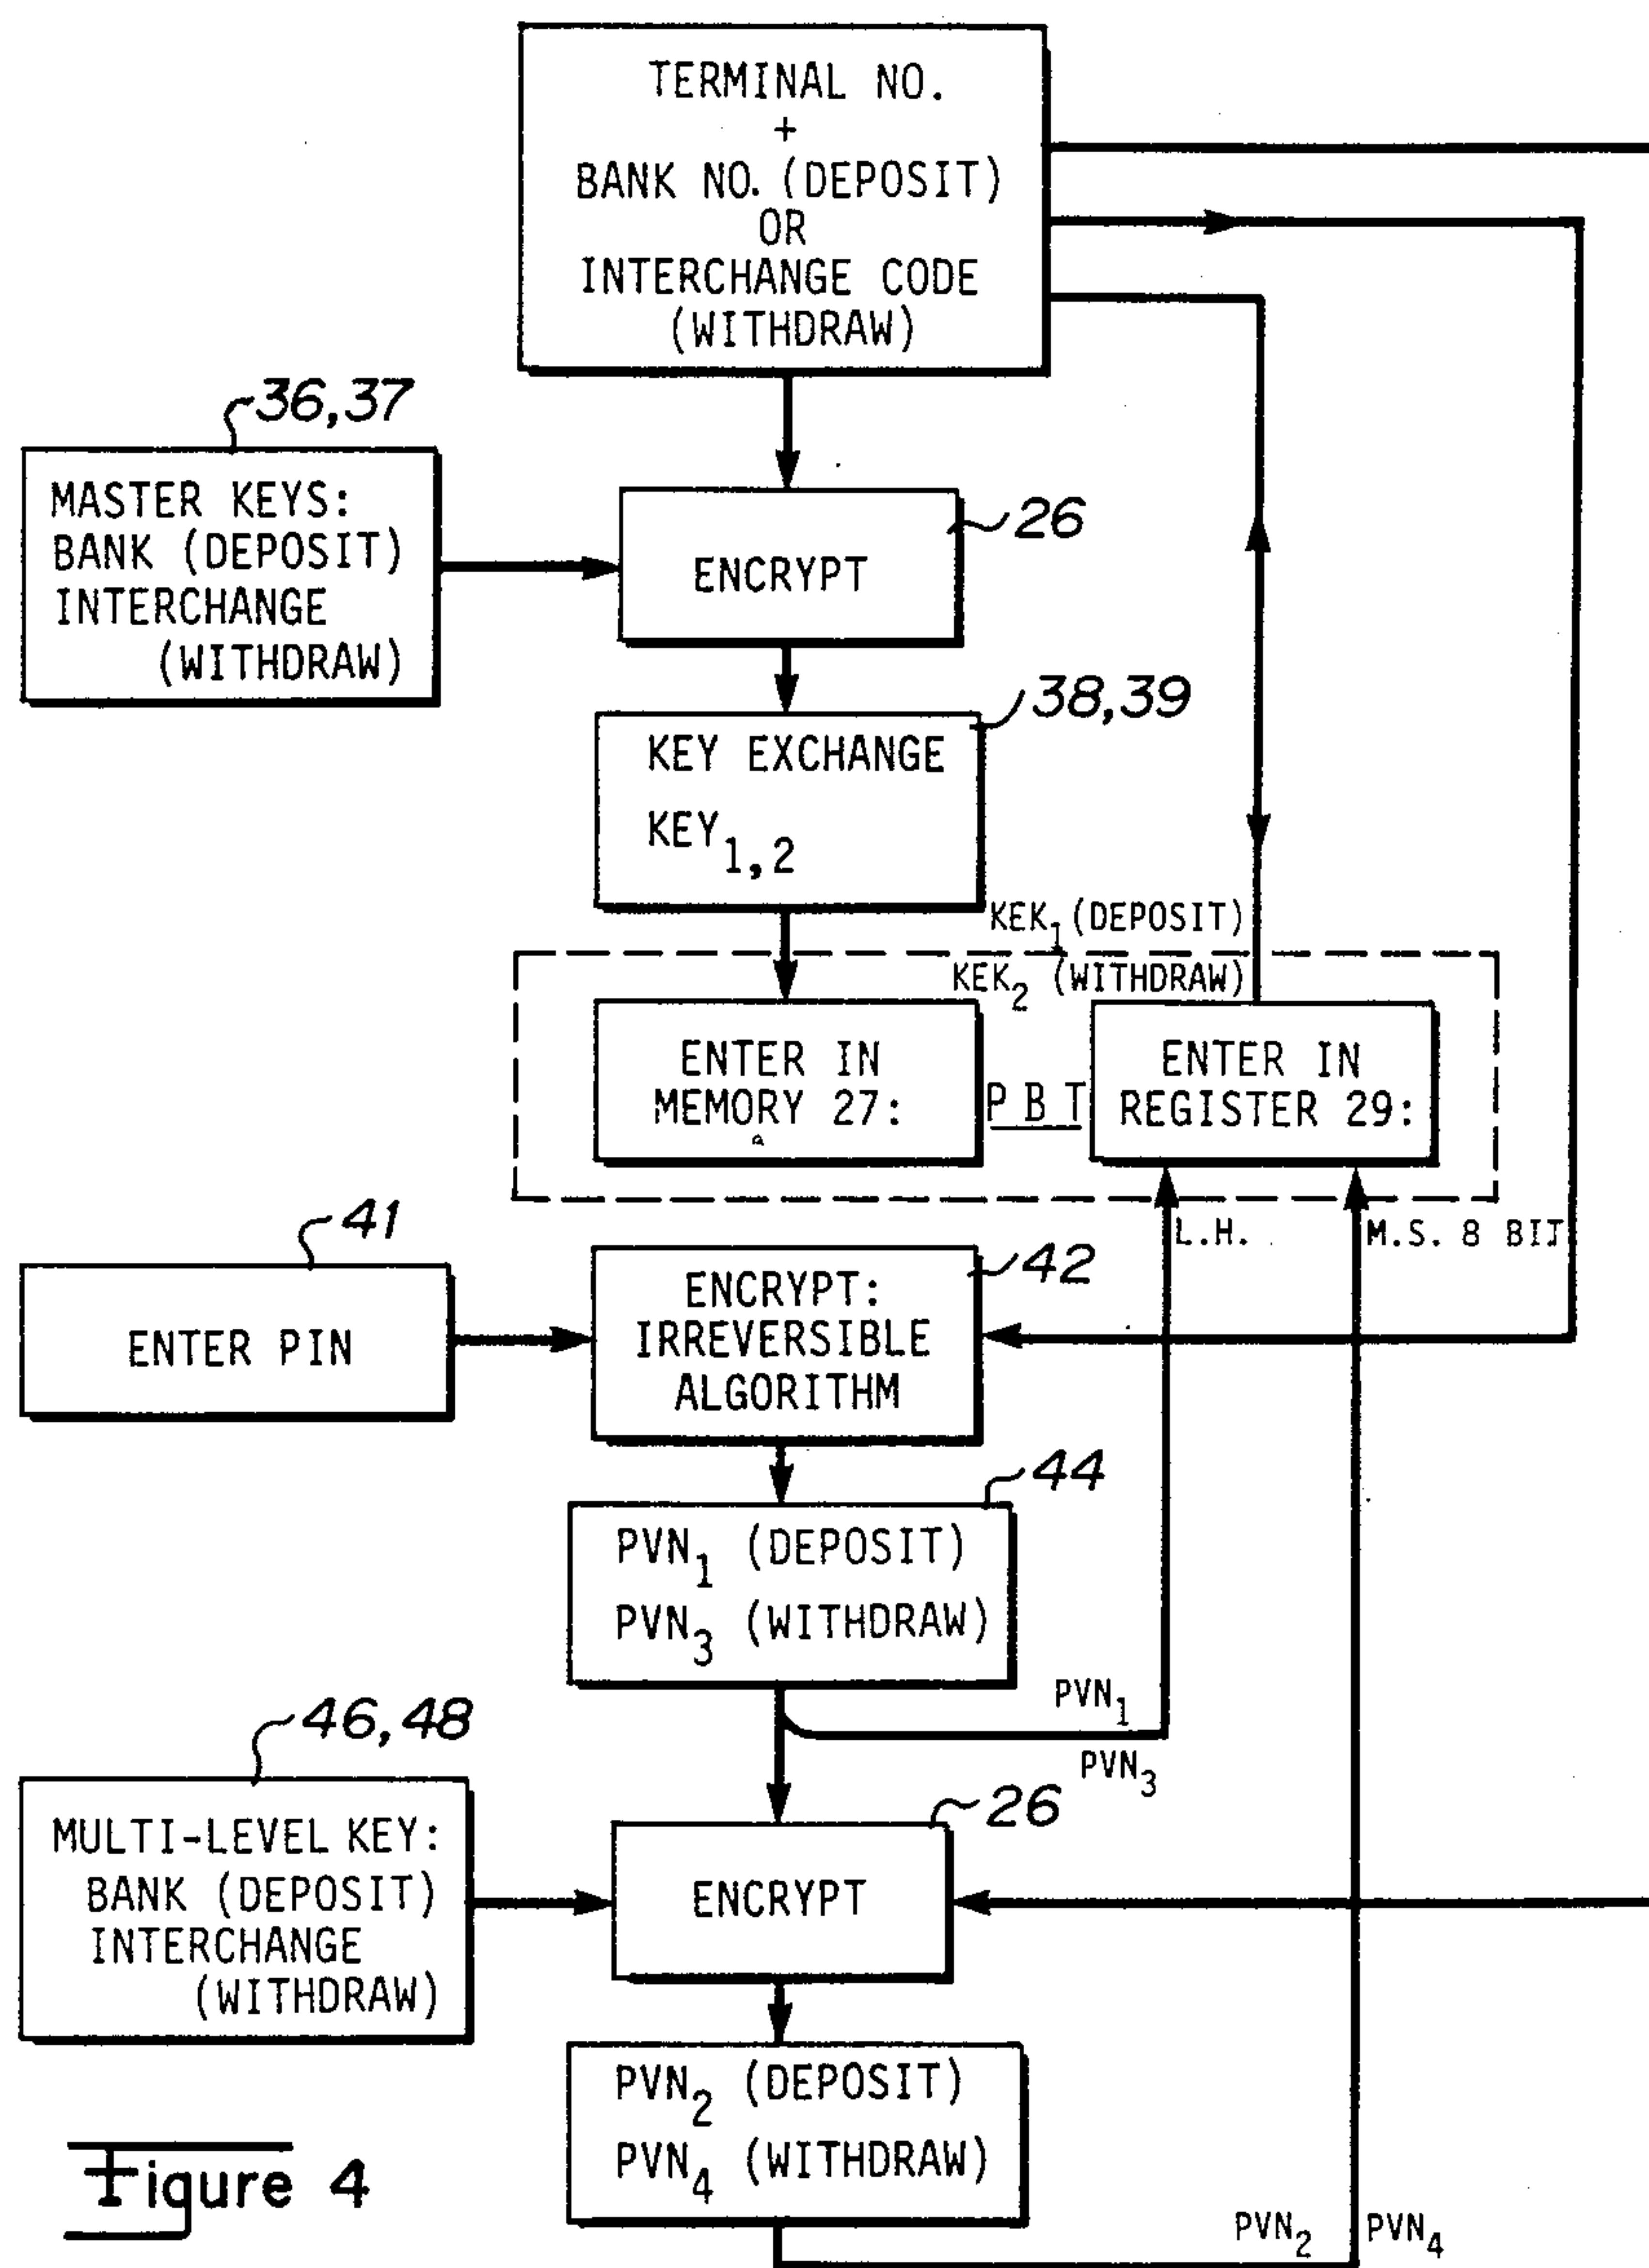 TERMINAL NO.
+
BANK NO. (DEPOSIT)
OR
INTERCHANGE CODE
(WITHDRAW)
36,37
MASTER KEYS:
BANK (DEPOSIT)
INTERCHANGE
(WITHDRAW)
26
ENCRYPT
38,39
KEY EXCHANGE
KEY1,2
KEK1 (DEPOSIT)
KEK2 (WITHDRAW)
ENTER IN
MEMORY 27:
P B T
ENTER IN
REGISTER 29:
L.H.
M.S. 8 BIT
41
ENTER PIN
42
ENCRYPT:
IRREVERSIBLE
ALGORITHM
44
PVN1 (DEPOSIT)
PVN3 (WITHDRAW)
PVN1
PVN3
46,48
MULTI-LEVEL KEY:
BANK (DEPOSIT)
INTERCHANGE
(WITHDRAW)
26
ENCRYPT
PVN2 (DEPOSIT)
PVN4 (WITHDRAW)
PVN2
PVN4
Figure 4